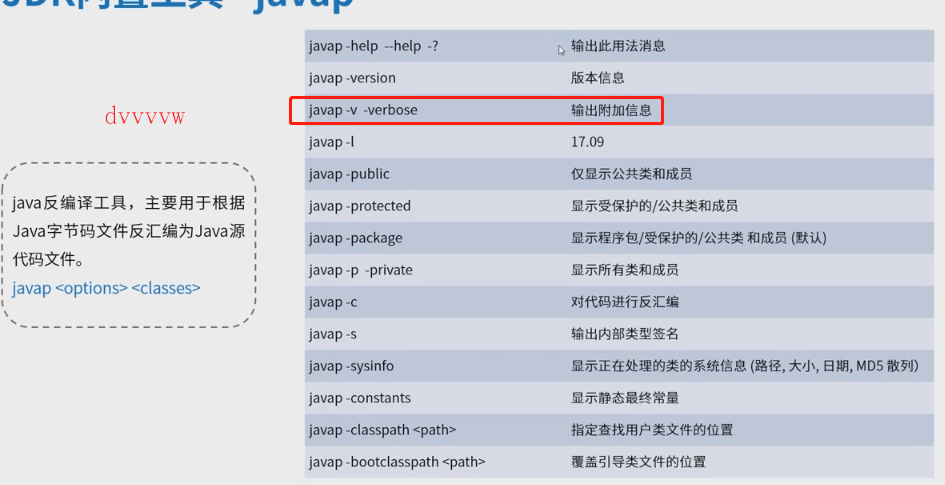 JDK内置工具 - javap
dvvvvw
java反编译工具，主要用于根据
Java字节码文件反汇编为Java源
代码文件。
javap <options> <classes>
javap -help --help -? 输出此用法消息
javap -version 版本信息
javap -v -verbose 输出附加信息
javap -l 17.09
javap -public 仅显示公共类和成员
javap -protected 显示受保护的/公共类和成员
javap -package 显示程序包/受保护的/公共类 和成员 (默认)
javap -p -private 显示所有类和成员
javap -c 对代码进行反汇编
javap -s 输出内部类型签名
javap -sysinfo 显示正在处理的类的系统信息 (路径, 大小, 日期, MD5 散列)
javap -constants 显示静态最终常量
javap -classpath <path> 指定查找用户类文件的位置
javap -bootclasspath <path> 覆盖引导类文件的位置